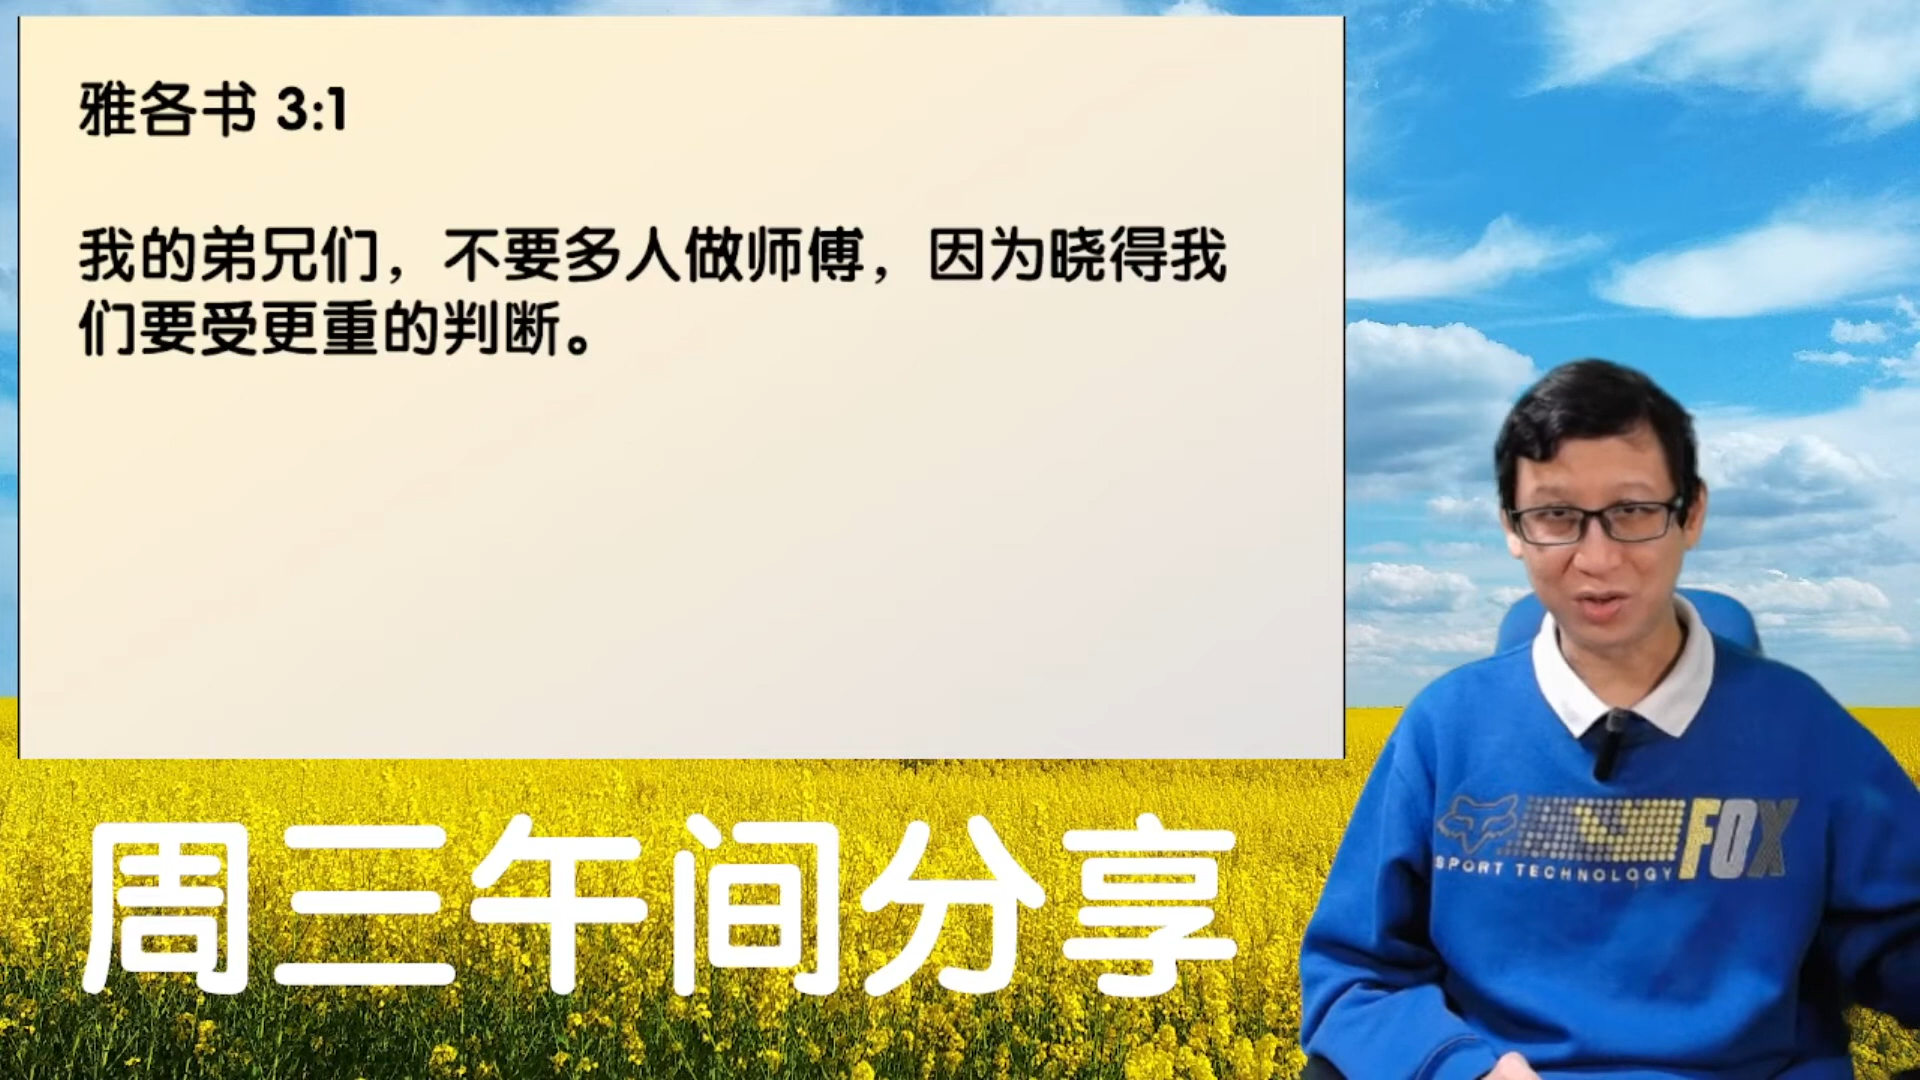 雅各书 3:1
我的弟兄们，不要多人做师傅，因为晓得我
们要受更重的判断。
周三午间分享
FOX
SPORT TECHNOLOGY